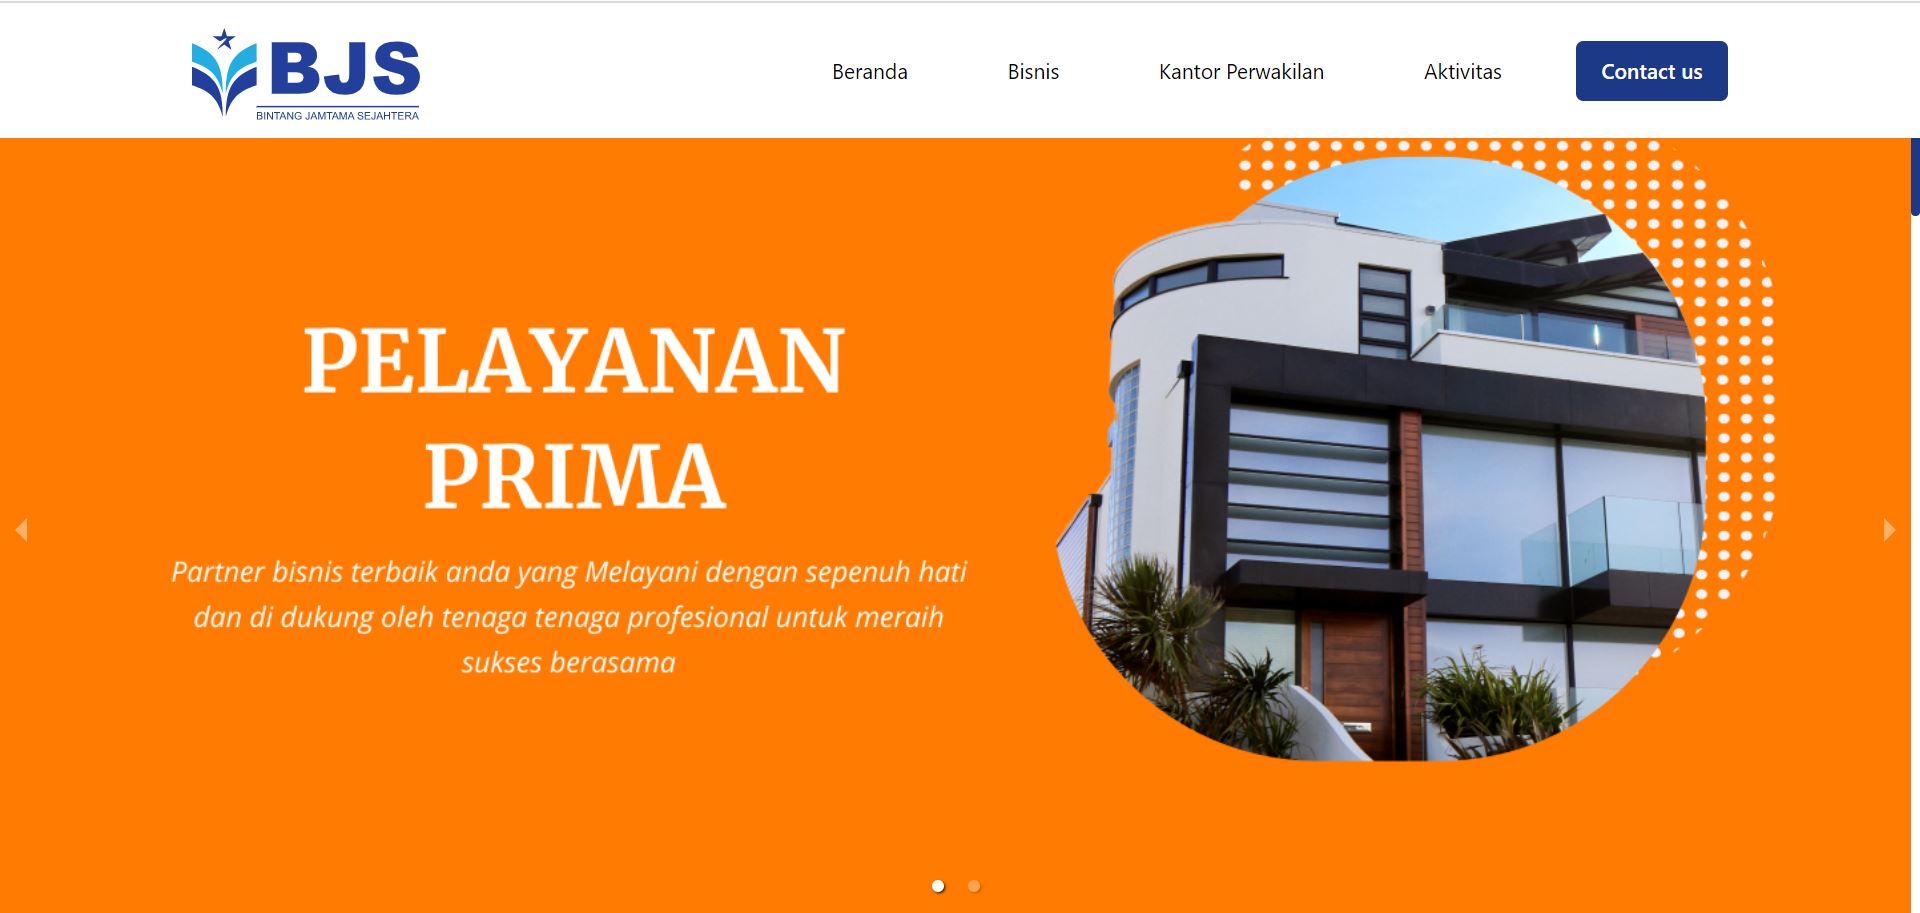 BJS
BINTANG JAMTAMA SEJAHTERA
Beranda
Bisnis
Kantor Perwakilan
Aktivitas
Contact us
PELAYANAN
PRIMA
Partner bisnis terbaik anda yang Melayani dengan sepenuh hati
dan di dukung oleh tenaga tenaga profesional untuk meraih
sukses berasama